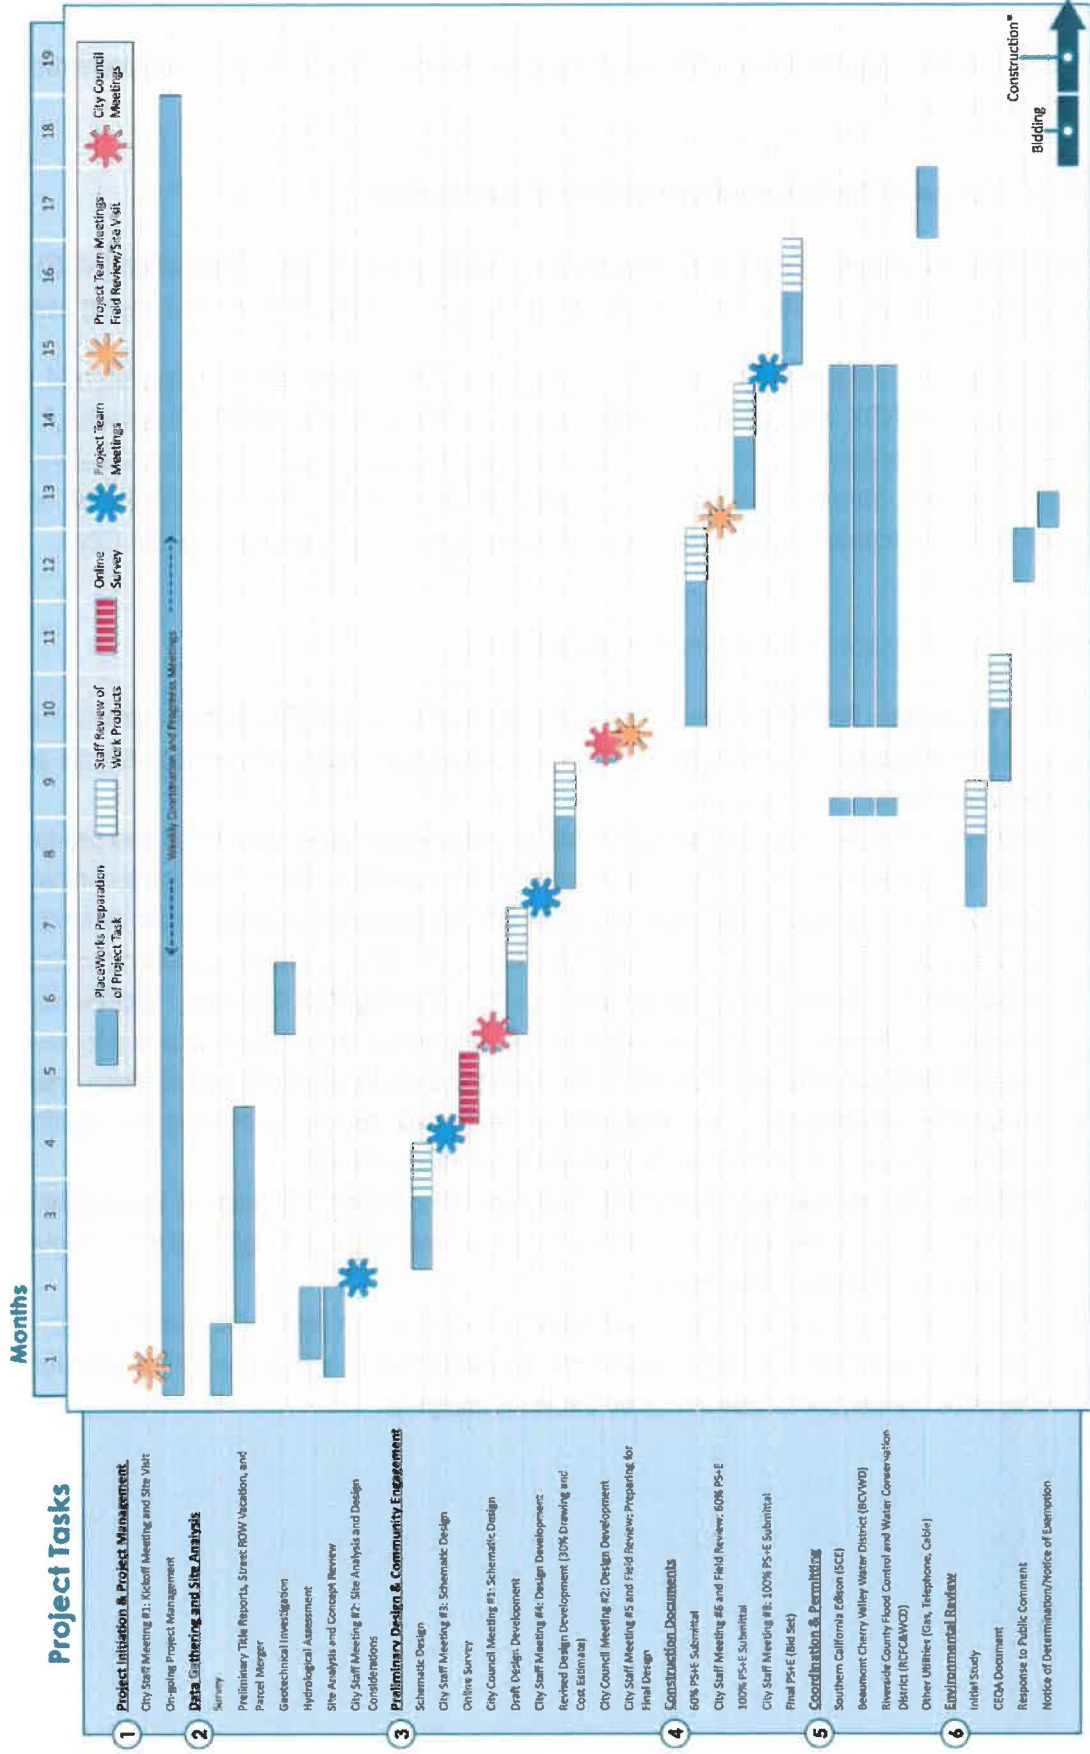 Project Tasks
Months
1 2 3 4 5 6 7 8 9 10 11 12 13 14 15 16 17 18 19
PlaceWorks Preparation
of Project Task
Staff Review of
Work Products
Online
Survey
Project Team
Meetings
Project Team Meetings
Field Review/Site Visit
City Council
Meetings
1 Project Initiation & Project Management
City Staff Meeting #1: Kickoff Meeting and Site Visit
On-going Project Management
Weekly Coordination and Progress Meetings
2 Data Gathering and Site Analysis
Survey
Preliminary Title Reports, Street ROW Vacation, and
Parcel Merger
Geotechnical Investigation
Hydrological Assessment
Site Analysis and Concept Review
City Staff Meeting #2: Site Analysis and Design
Considerations
3 Preliminary Design & Community Engagement
Schematic Design
City Staff Meeting #3: Schematic Design
Online Survey
City Council Meeting #1: Schematic Design
Draft Design Development
City Staff Meeting #4: Design Development
Revised Design Development (30% Drawing and
Cost Estimate)
City Council Meeting #2: Design Development
City Staff Meeting #5 and Field Review: Preparing for
Final Design
4 Construction Documents
60% PS+E Submittal
City Staff Meeting #6 and Field Review: 60% PS+E
100% PS+E Submittal
City Staff Meeting #8: 100% PS+E Submittal
Final PS+E (Bid Set)
5 Coordination & Permitting
Southern California Edison (SCE)
Beaumont Cherry Valley Water District (BCVWD)
Riverside County Flood Control and Water Conservation
District (RCFC&WCD)
Other Utilities (Gas, Telephone, Cable)
6 Environmental Review
Initial Study
CEQA Document
Response to Public Comment
Notice of Determination/Notice of Exemption
Bidding
Construction*